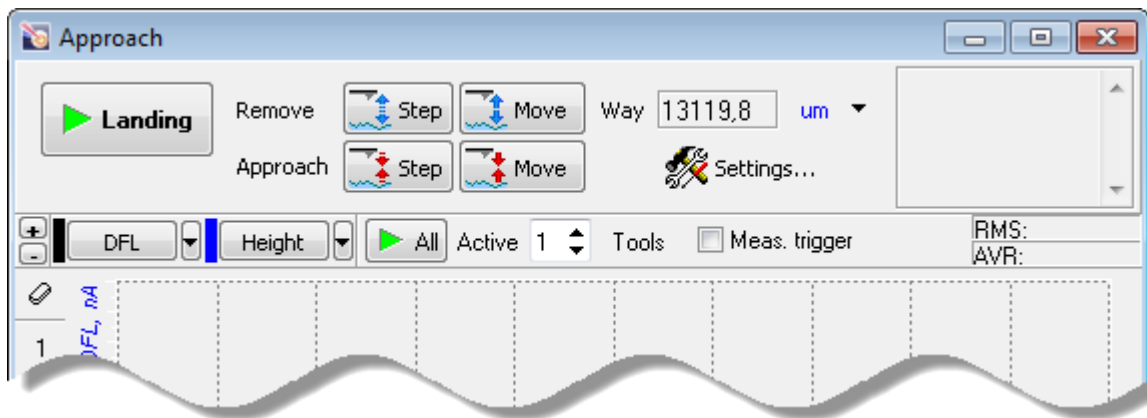 Approach
Landing Remove Step Move Way 13119,8 um
Approach Step Move Settings...
+
-
DFL Height All Active 1 Tools Meas. trigger RMS:
AVR:
DFL, nA
1